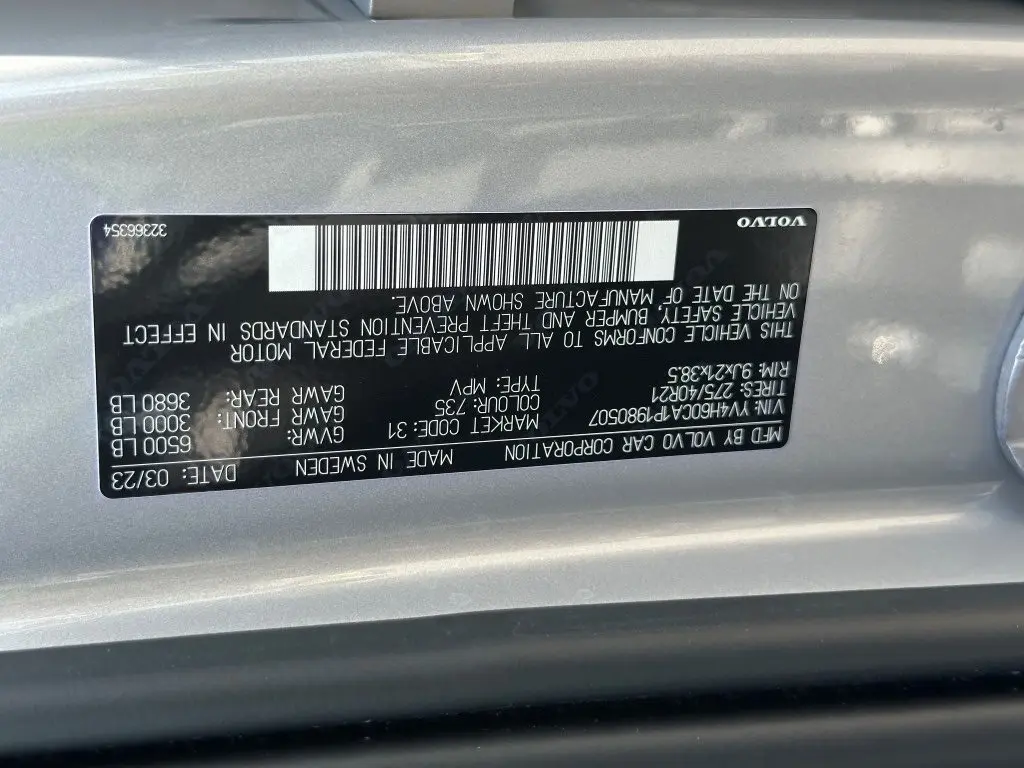 MFD BY VOLVO CAR CORPORATION MADE IN SWEDEN DATE: 03/23
VIN: YV4H60CA1P1980507 MARKET CODE: 31 GVWR: 6500 LB
TIRES: 275/40R21 COLOUR: 735 GAWR FRONT: 3000 LB
RIM: 9Jx21x38.5 TYPE: MPV GAWR REAR: 3680 LB
THIS VEHICLE CONFORMS TO ALL APPLICABLE FEDERAL MOTOR
VEHICLE SAFETY, BUMPER AND THEFT PREVENTION STANDARDS IN EFFECT
ON THE DATE OF MANUFACTURE SHOWN ABOVE.
VOLVO 32366354